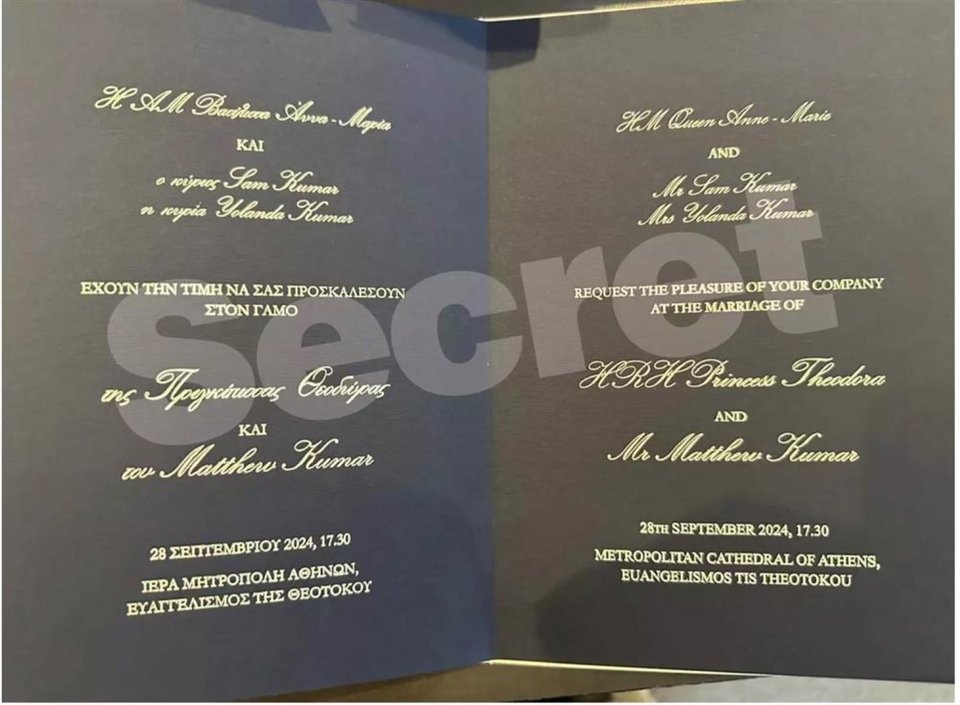 Η ΑΜ Βασίλισσα Άννα - Μαρία
ΚΑΙ
ο κύριος Sam Kumar
η κυρία Yolanda Kumar
ΕΧΟΥΝ ΤΗΝ ΤΙΜΗ ΝΑ ΣΑΣ ΠΡΟΣΚΑΛΕΣΟΥΝ
ΣΤΟΝ ΓΑΜΟ
της Πριγκίπισσας Θεοδώρας
ΚΑΙ
του Matthew Kumar
28 ΣΕΠΤΕΜΒΡΙΟΥ 2024, 17.30
ΙΕΡΑ ΜΗΤΡΟΠΟΛΗ ΑΘΗΝΩΝ,
ΕΥΑΓΓΕΛΙΣΜΟΣ ΤΗΣ ΘΕΟΤΟΚΟΥ
HM Queen Anne - Marie
AND
Mr Sam Kumar
Mrs Yolanda Kumar
REQUEST THE PLEASURE OF YOUR COMPANY
AT THE MARRIAGE OF
HRH Princess Theodora
AND
Mr Matthew Kumar
28TH SEPTEMBER 2024, 17.30
METROPOLITAN CATHEDRAL OF ATHENS,
EUANGELISMOS TIS THEOTOKOU
Secret